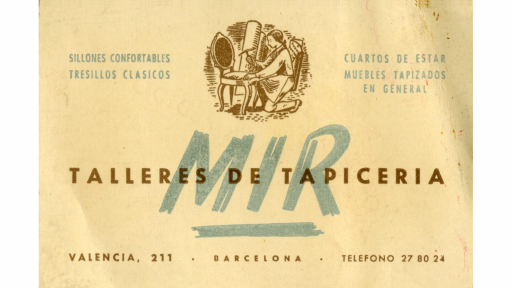 SILLONES CONFORTABLES
TRESILLOS CLASICOS
CUARTOS DE ESTAR
MUEBLES TAPIZADOS
EN GENERAL
MIR
TALLERES DE TAPICERIA
VALENCIA, 211 · BARCELONA · TELEFONO 27 80 24